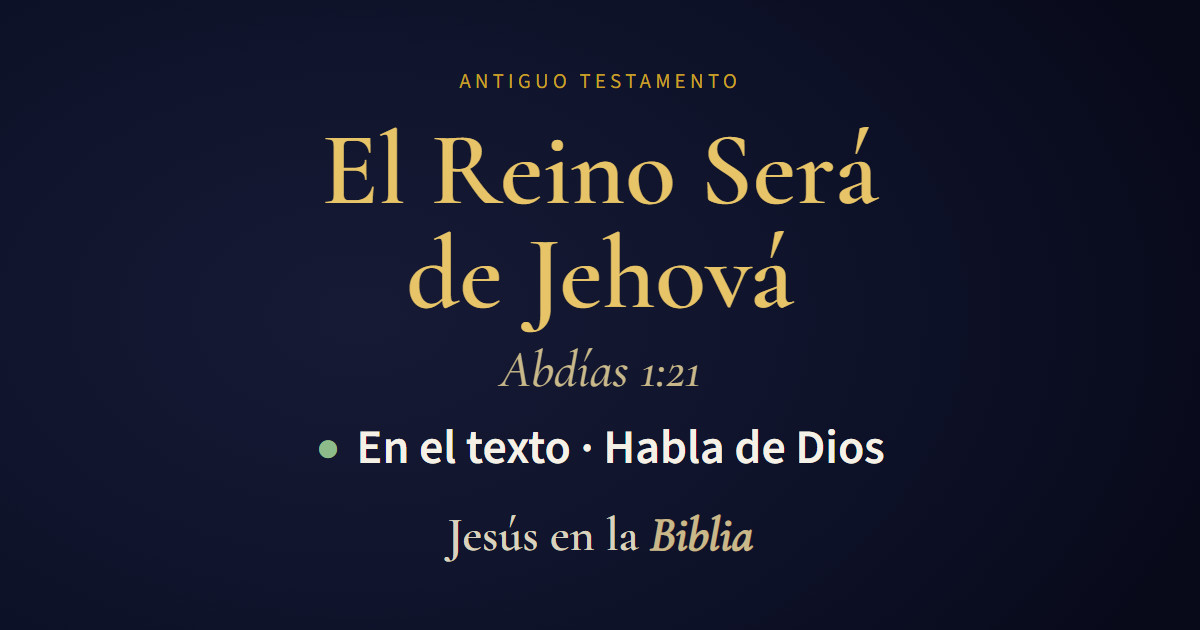 ANTIGUO TESTAMENTO
El Reino Será
de Jehová
Abdías 1:21
En el texto · Habla de Dios
Jesús en la Biblia